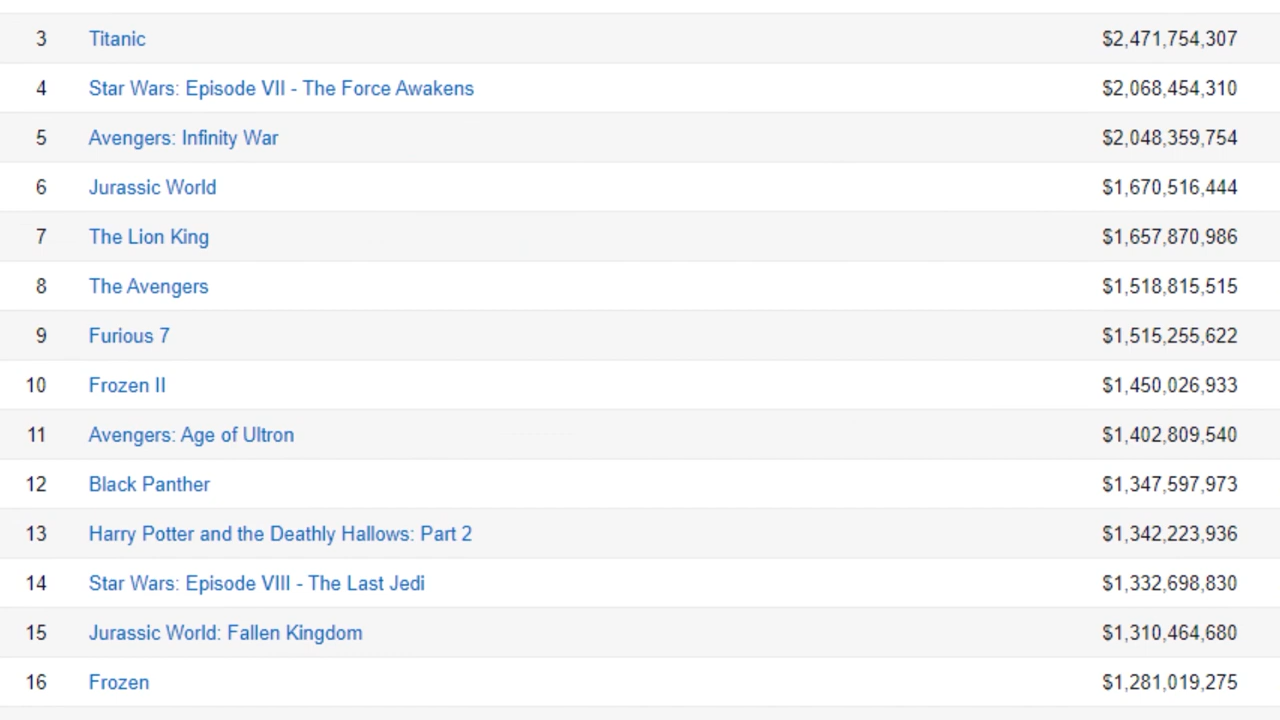 3 Titanic $2,471,754,307
4 Star Wars: Episode VII - The Force Awakens $2,068,454,310
5 Avengers: Infinity War $2,048,359,754
6 Jurassic World $1,670,516,444
7 The Lion King $1,657,870,986
8 The Avengers $1,518,815,515
9 Furious 7 $1,515,255,622
10 Frozen II $1,450,026,933
11 Avengers: Age of Ultron $1,402,809,540
12 Black Panther $1,347,597,973
13 Harry Potter and the Deathly Hallows: Part 2 $1,342,223,936
14 Star Wars: Episode VIII - The Last Jedi $1,332,698,830
15 Jurassic World: Fallen Kingdom $1,310,464,680
16 Frozen $1,281,019,275